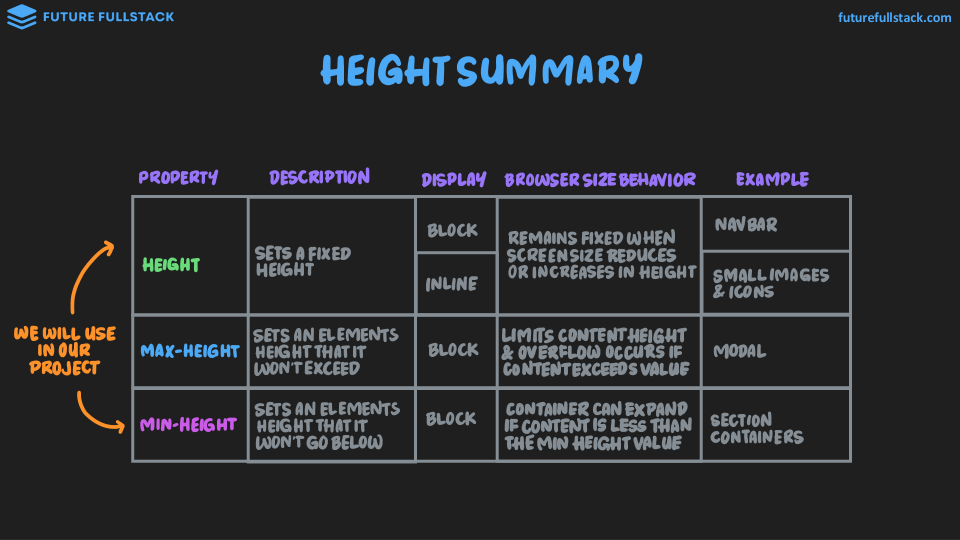 FUTURE FULLSTACK
futurefullstack.com
HEIGHT SUMMARY
PROPERTY DESCRIPTION DISPLAY BROWSER SIZE BEHAVIOR EXAMPLE
HEIGHT
SETS A FIXED
HEIGHT
BLOCK
INLINE
REMAINS FIXED WHEN
SCREEN SIZE REDUCES
OR INCREASES IN HEIGHT
NAVBAR
SMALL IMAGES
& ICONS
WE WILL USE
IN OUR
PROJECT
MAX-HEIGHT
SETS AN ELEMENTS
HEIGHT THAT IT
WON'T EXCEED
BLOCK
LIMITS CONTENT HEIGHT
& OVERFLOW OCCURS IF
CONTENT EXCEEDS VALUE
MODAL
MIN-HEIGHT
SETS AN ELEMENTS
HEIGHT THAT IT
WON'T GO BELOW
BLOCK
CONTAINER CAN EXPAND
IF CONTENT IS LESS THAN
THE MIN HEIGHT VALUE
SECTION
CONTAINERS